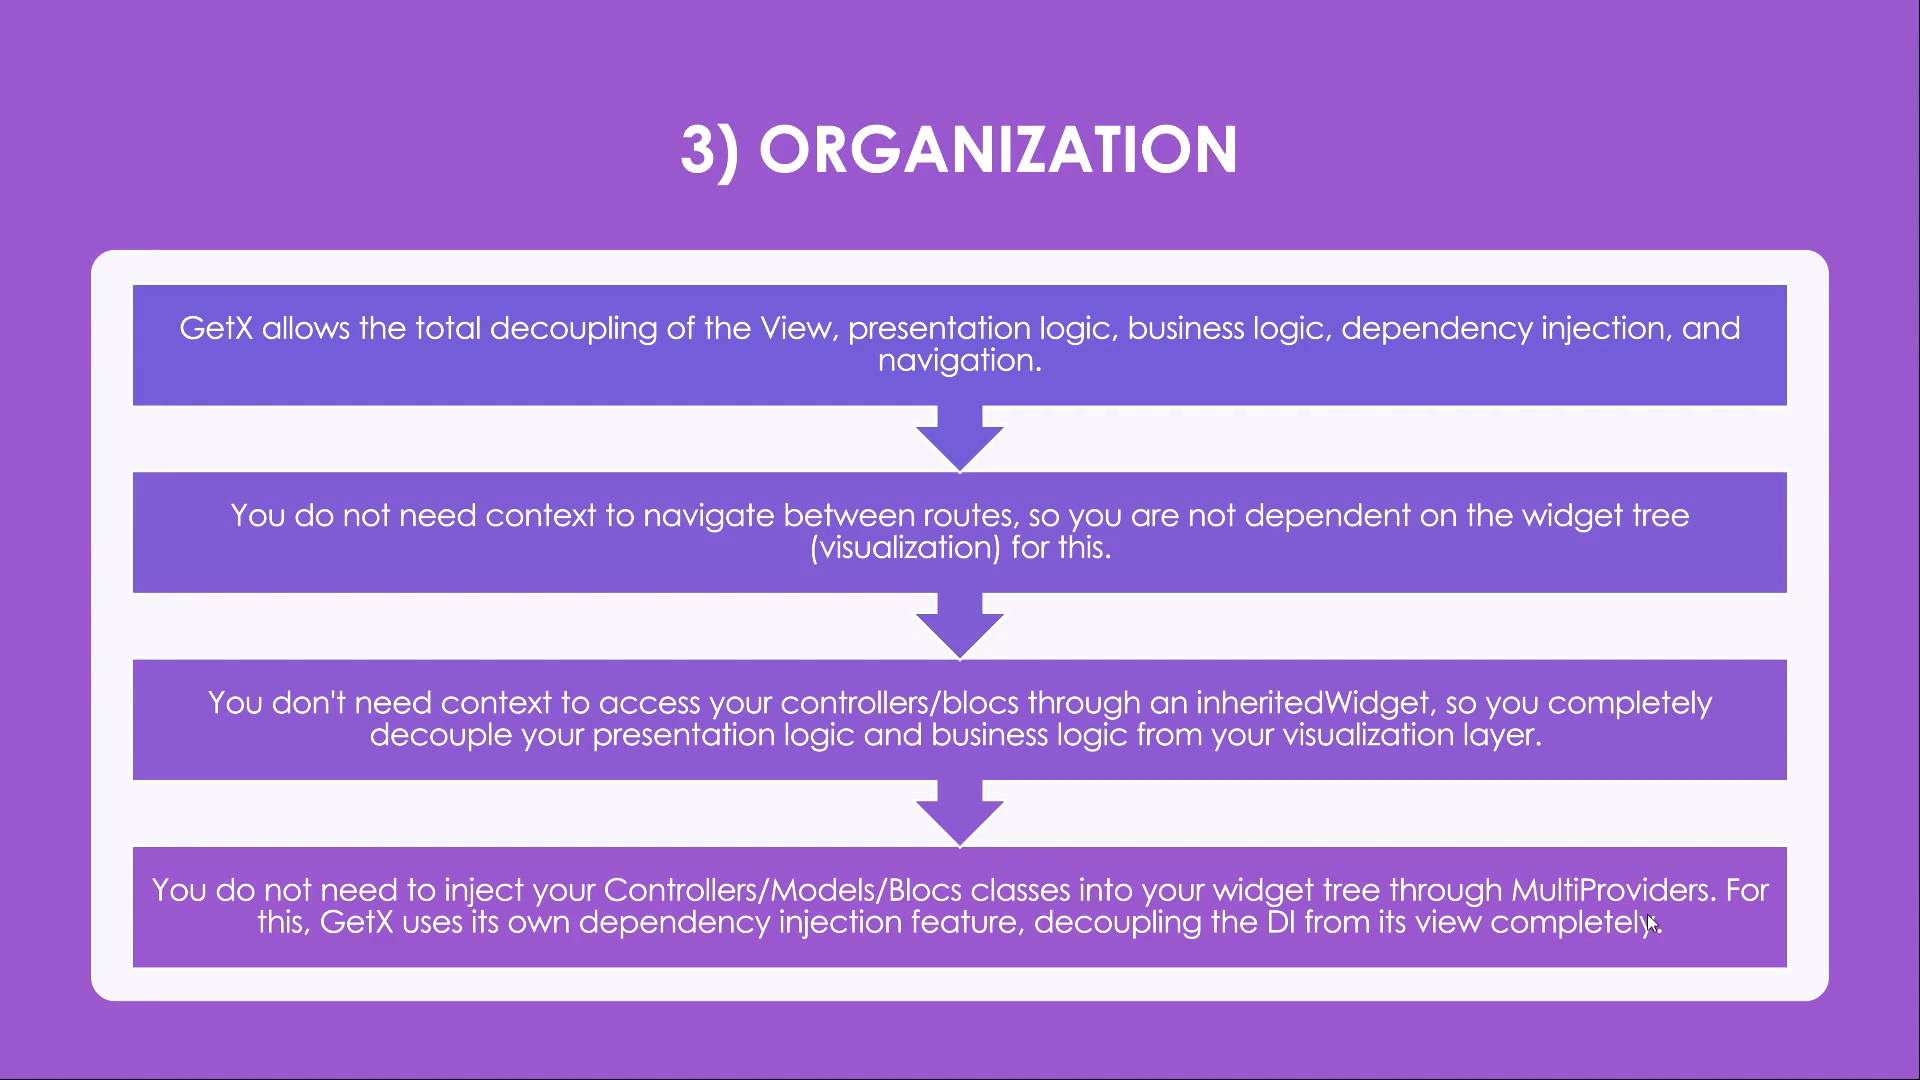 3) ORGANIZATION
GetX allows the total decoupling of the View, presentation logic, business logic, dependency injection, and
navigation.
You do not need context to navigate between routes, so you are not dependent on the widget tree
(visualization) for this.
You don't need context to access your controllers/blocs through an inheritedWidget, so you completely
decouple your presentation logic and business logic from your visualization layer.
You do not need to inject your Controllers/Models/Blocs classes into your widget tree through MultiProviders. For
this, GetX uses its own dependency injection feature, decoupling the DI from its view completely.